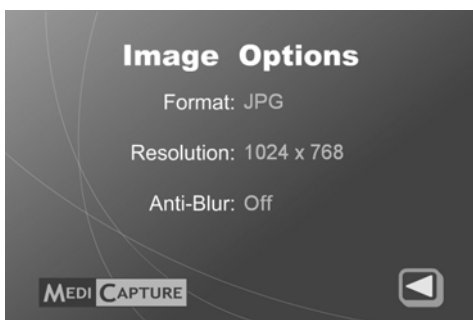 Image Options
Format: JPG
Resolution: 1024 x 768
Anti-Blur: Off
MEDI CAPTURE